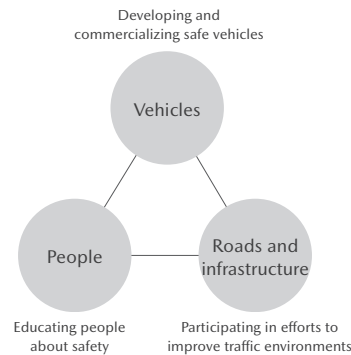 Developing and
commercializing safe vehicles
Vehicles
People
Roads and
infrastructure
Educating people
about safety
Participating in efforts to
improve traffic environments